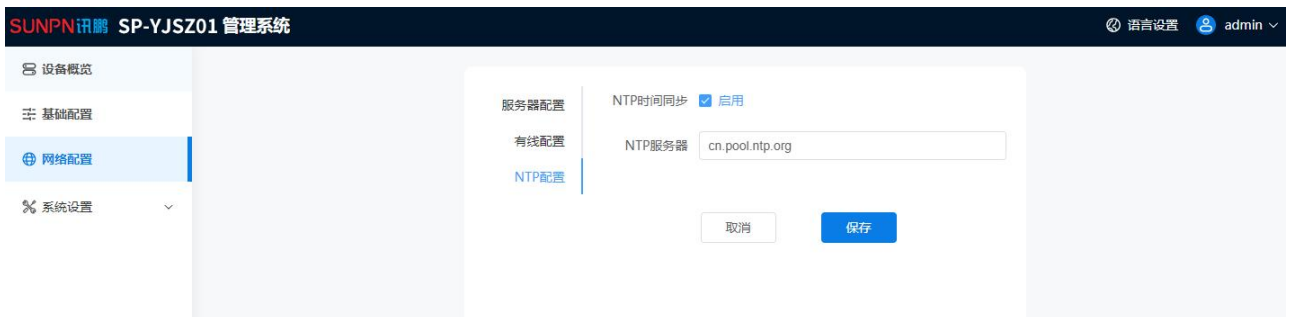 SUNPN讯鹏 SP-YJSZ01 管理系统
语言设置 admin
设备概览
基础配置
网络配置
系统设置
服务器配置
有线配置
NTP配置
NTP时间同步 启用
NTP服务器 cn.pool.ntp.org
取消 保存